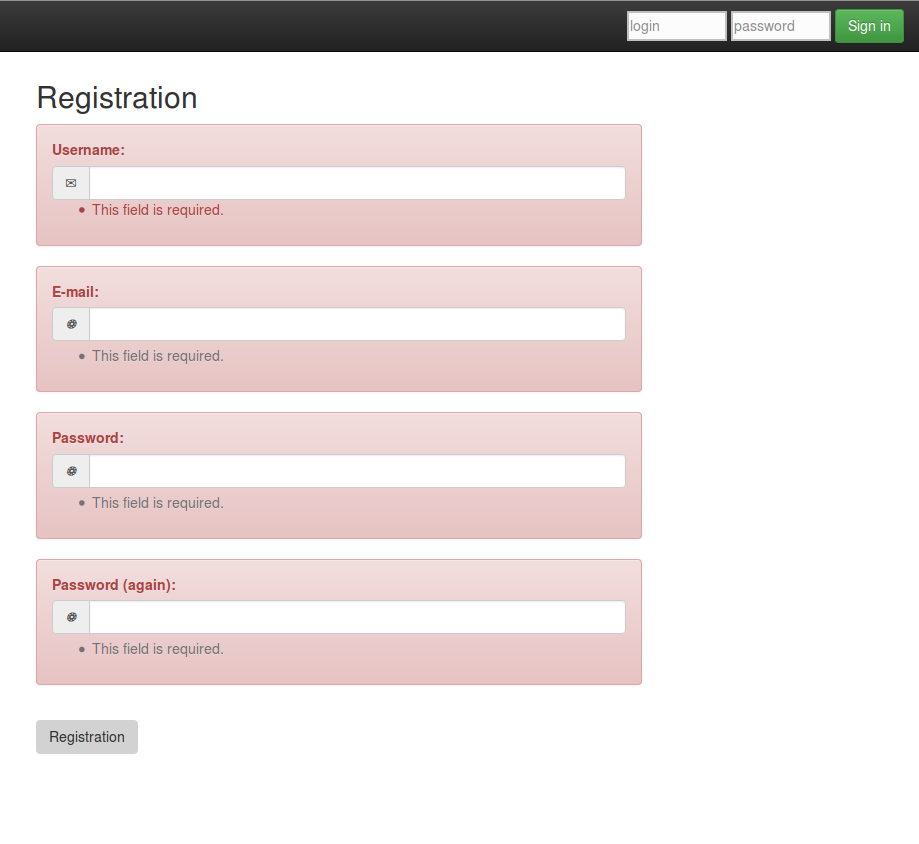 login password Sign in
Registration
Username:
✉
• This field is required.
E-mail:
❁
• This field is required.
Password:
❁
• This field is required.
Password (again):
❁
• This field is required.
Registration